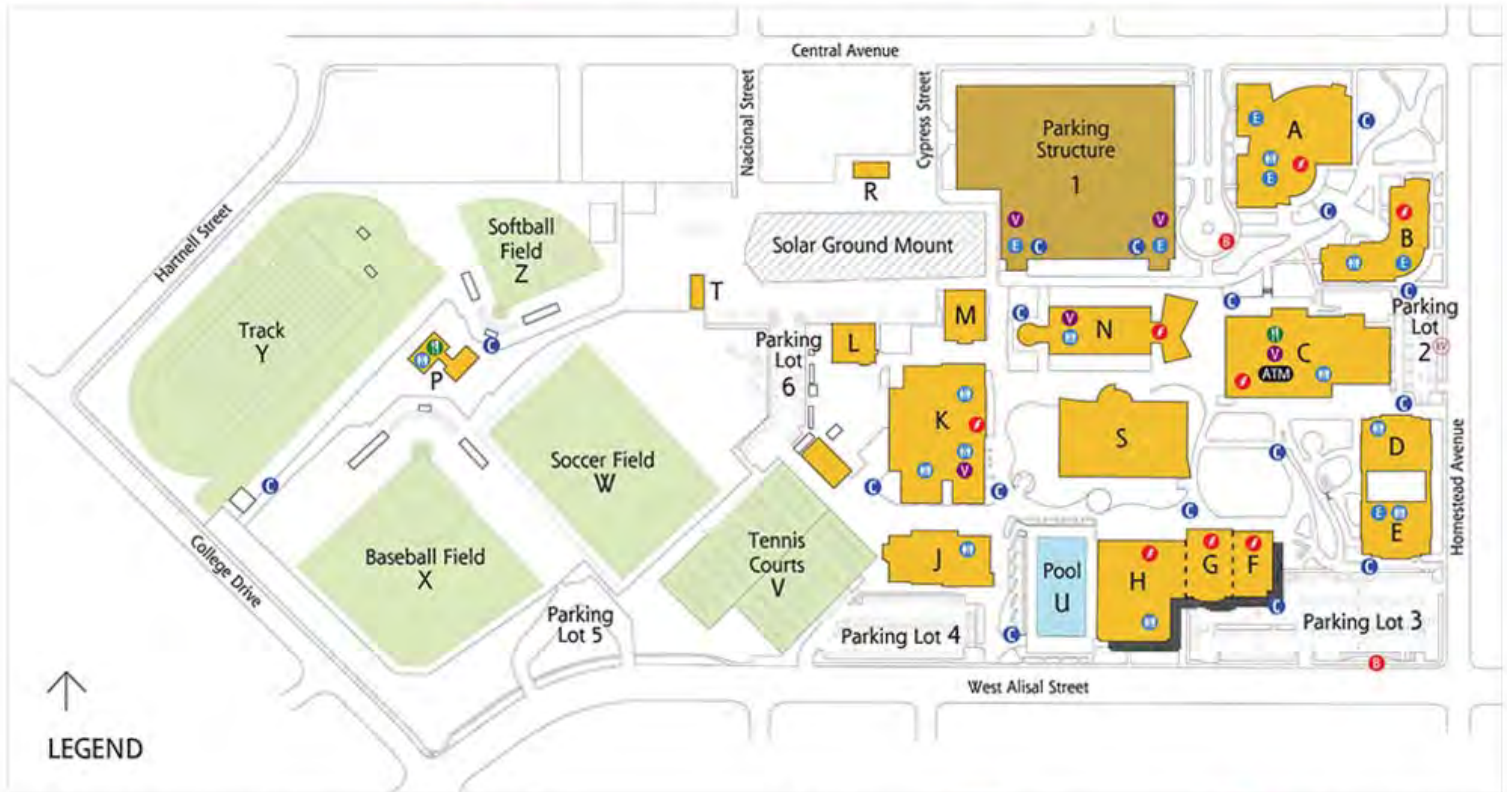 Central Avenue
Nacional Street
Cypress Street
Hartnell Street
College Drive
Homestead Avenue
West Alisal Street
Parking
Structure
1
A
B
R
Solar Ground Mount
Softball
Field
Z
T
Track
Y
P
Parking
Lot
6
L
M
N
C
ATM
Parking
Lot
2
EV
K
S
D
E
Soccer Field
W
Baseball Field
X
Tennis
Courts
V
J
Pool
U
H
G
F
Parking
Lot 5
Parking Lot 4
Parking Lot 3
E
E
E
C
C
B
V
V
E
C
C
E
E
C
C
C
V
V
C
C
V
C
C
C
C
E
C
C
C
C
B
LEGEND